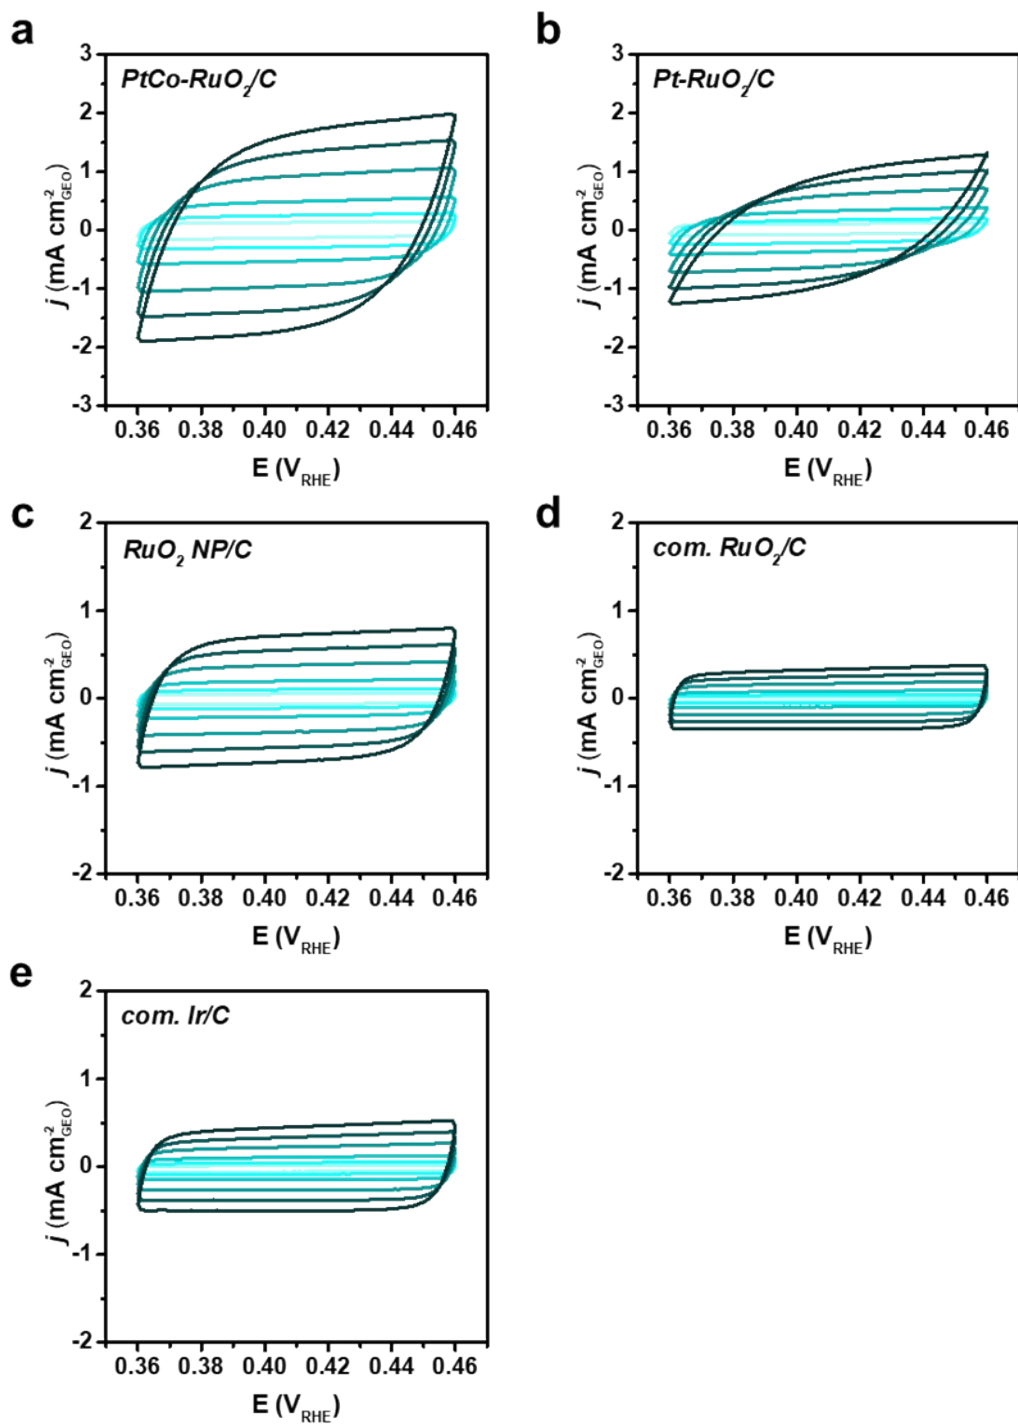 a
PtCo-RuO₂/C
3
2
1
0
-1
-2
-3
j (mA cm⁻²GEO)
0.36 0.38 0.40 0.42 0.44 0.46
E (V_RHE)
b
Pt-RuO₂/C
3
2
1
0
-1
-2
-3
j (mA cm⁻²GEO)
0.36 0.38 0.40 0.42 0.44 0.46
E (V_RHE)
c
RuO₂ NP/C
2
1
0
-1
-2
j (mA cm⁻²GEO)
0.36 0.38 0.40 0.42 0.44 0.46
E (V_RHE)
d
com. RuO₂/C
2
1
0
-1
-2
j (mA cm⁻²GEO)
0.36 0.38 0.40 0.42 0.44 0.46
E (V_RHE)
e
com. Ir/C
2
1
0
-1
-2
j (mA cm⁻²GEO)
0.36 0.38 0.40 0.42 0.44 0.46
E (V_RHE)